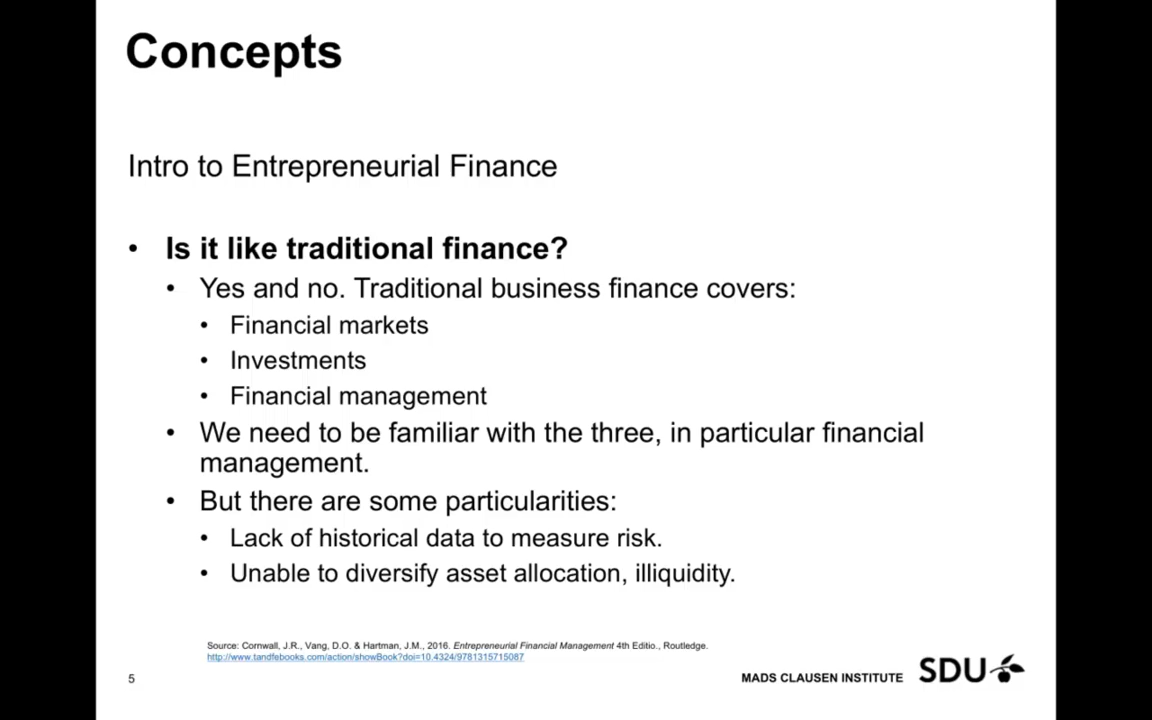 Concepts
Intro to Entrepreneurial Finance
• Is it like traditional finance?
• Yes and no. Traditional business finance covers:
• Financial markets
• Investments
• Financial management
• We need to be familiar with the three, in particular financial
management.
• But there are some particularities:
• Lack of historical data to measure risk.
• Unable to diversify asset allocation, illiquidity.
Source: Cornwall, J.R., Vang, D.O. & Hartman, J.M., 2016. Entrepreneurial Financial Management 4th Editio., Routledge.
http://www.tandfebooks.com/action/showBook?doi=10.4324/9781315715087
5
MADS CLAUSEN INSTITUTE
SDU